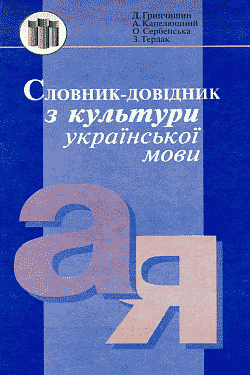 Д. Гринчишин
А. Капелюшний
О. Сербенська
З. Терлак
Словник-довідник
з культури
української
мови
а
я